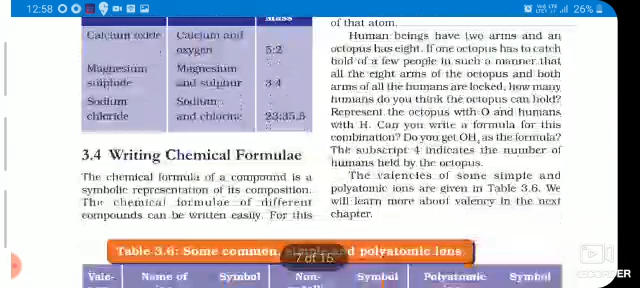 12:58
26%
Mass
Calcium oxide
Calcium and oxygen
5:2
Magnesium sulphide
Magnesium and sulphur
3:4
Sodium chloride
Sodium and chlorine
23:35.5
3.4 Writing Chemical Formulae
The chemical formula of a compound is a
symbolic representation of its composition.
The chemical formulae of different
compounds can be written easily. For this
of that atom.
Human beings have two arms and an
octopus has eight. If one octopus has to catch
hold of a few people in such a manner that
all the eight arms of the octopus and both
arms of all the humans are locked, how many
humans do you think the octopus can hold?
Represent the octopus with O and humans
with H. Can you write a formula for this
combination? Do you get OH₄ as the formula?
The subscript 4 indicates the number of
humans held by the octopus.
The valencies of some simple and
polyatomic ions are given in Table 3.6. We
will learn more about valency in the next
chapter.
Table 3.6: Some common, simple and polyatomic ions
7 of 15
Vale-
Name of
Symbol
Non-
Symbol
Polyatomic
Symbol